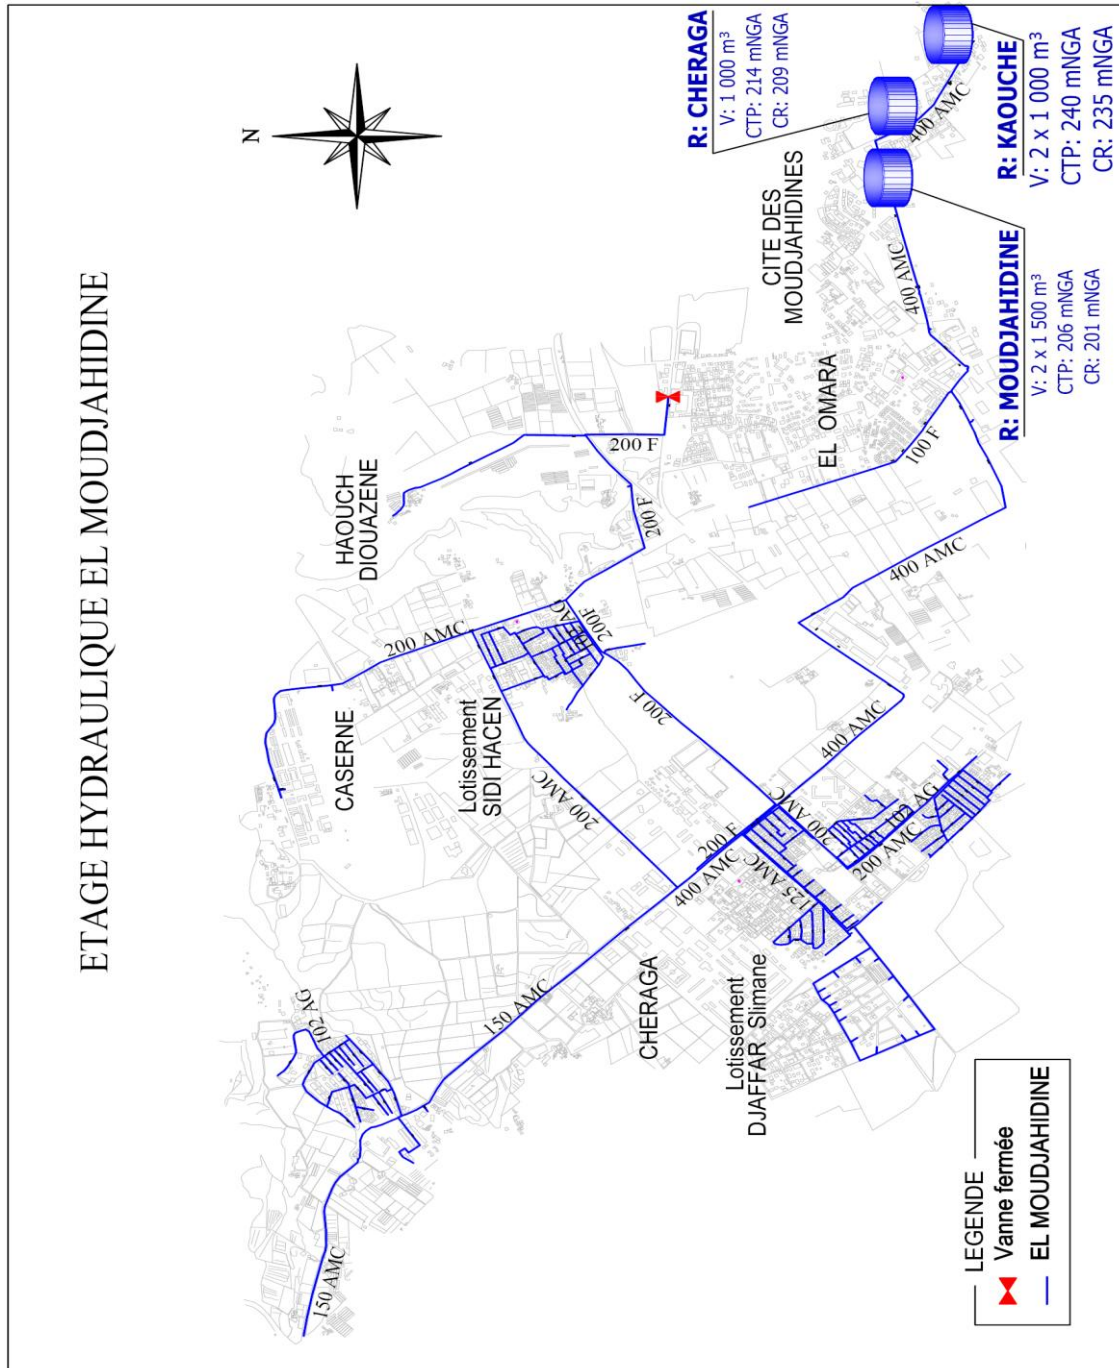 ETAGE HYDRAULIQUE EL MOUDJAHIDINE
N
R: CHERAGA
V: 1 000 m³
CTP: 214 mNGA
CR: 209 mNGA
R: KAOUCHE
V: 2 x 1 000 m³
CTP: 240 mNGA
CR: 235 mNGA
R: MOUDJAHIDINE
V: 2 x 1 500 m³
CTP: 206 mNGA
CR: 201 mNGA
400 AMC
400 AMC
CITE DES
MOUDJAHIDINES
EL OMARA
100 F
400 AMC
400 AMC
HAOUCH
DIOUAZENE
200 F
200 F
200F
200 F
200 AMC
CASERNE
Lotissement
SIDI HACEN
200 AMC
200 F
400 AMC
200 AMC
102 AG
200 AMC
125 AMC
CHERAGA
Lotissement
DJAFFAR Slimane
150 AMC
102 AG
150 AMC
LEGENDE
Vanne fermée
EL MOUDJAHIDINE